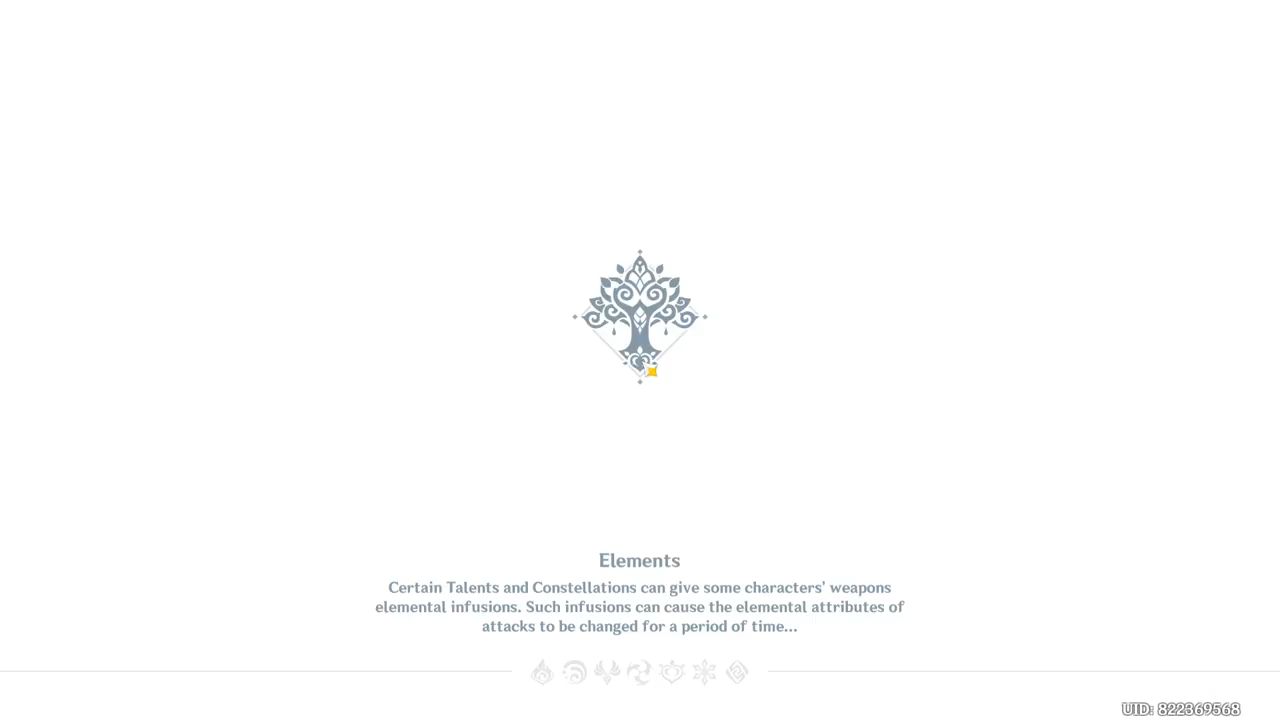 Elements
Certain Talents and Constellations can give some characters' weapons
elemental infusions. Such infusions can cause the elemental attributes of
attacks to be changed for a period of time...
UID: 822369568